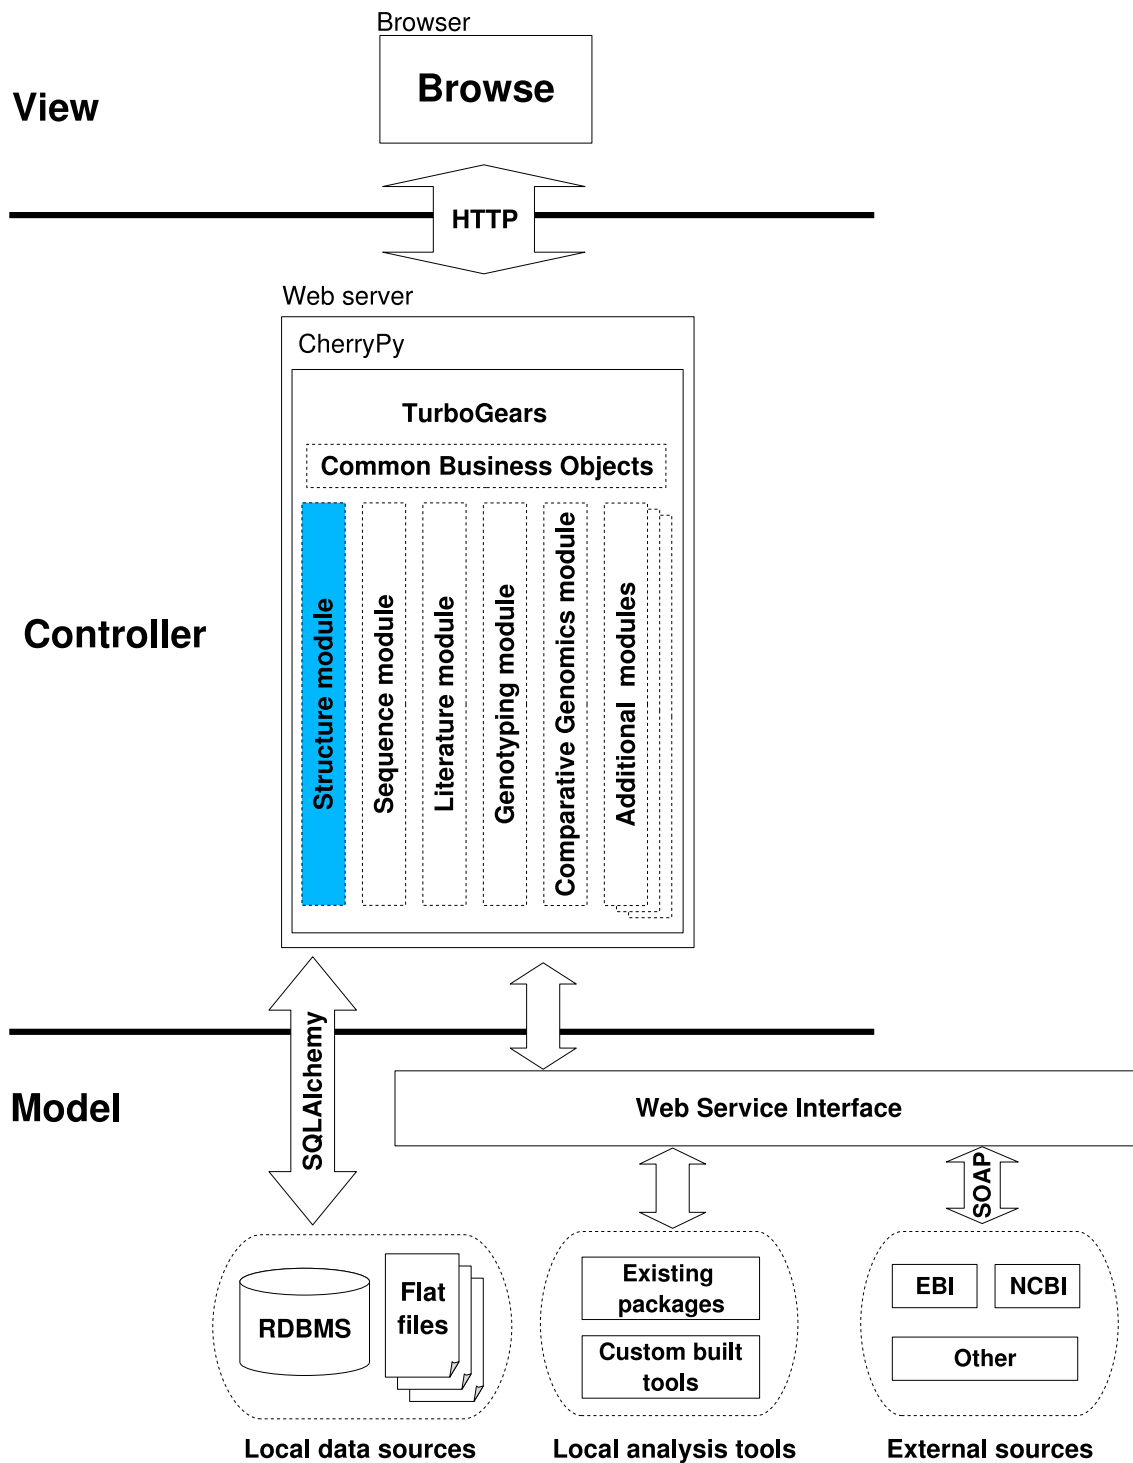 Browser
Browse
View
HTTP
Web server
CherryPy
TurboGears
Common Business Objects
Controller
Structure module
Sequence module
Literature module
Genotyping module
Comparative Genomics module
Additional modules
SQLAlchemy
Model
Web Service Interface
SOAP
RDBMS
Flat
files
Existing
packages
Custom built
tools
EBI
NCBI
Other
Local data sources
Local analysis tools
External sources